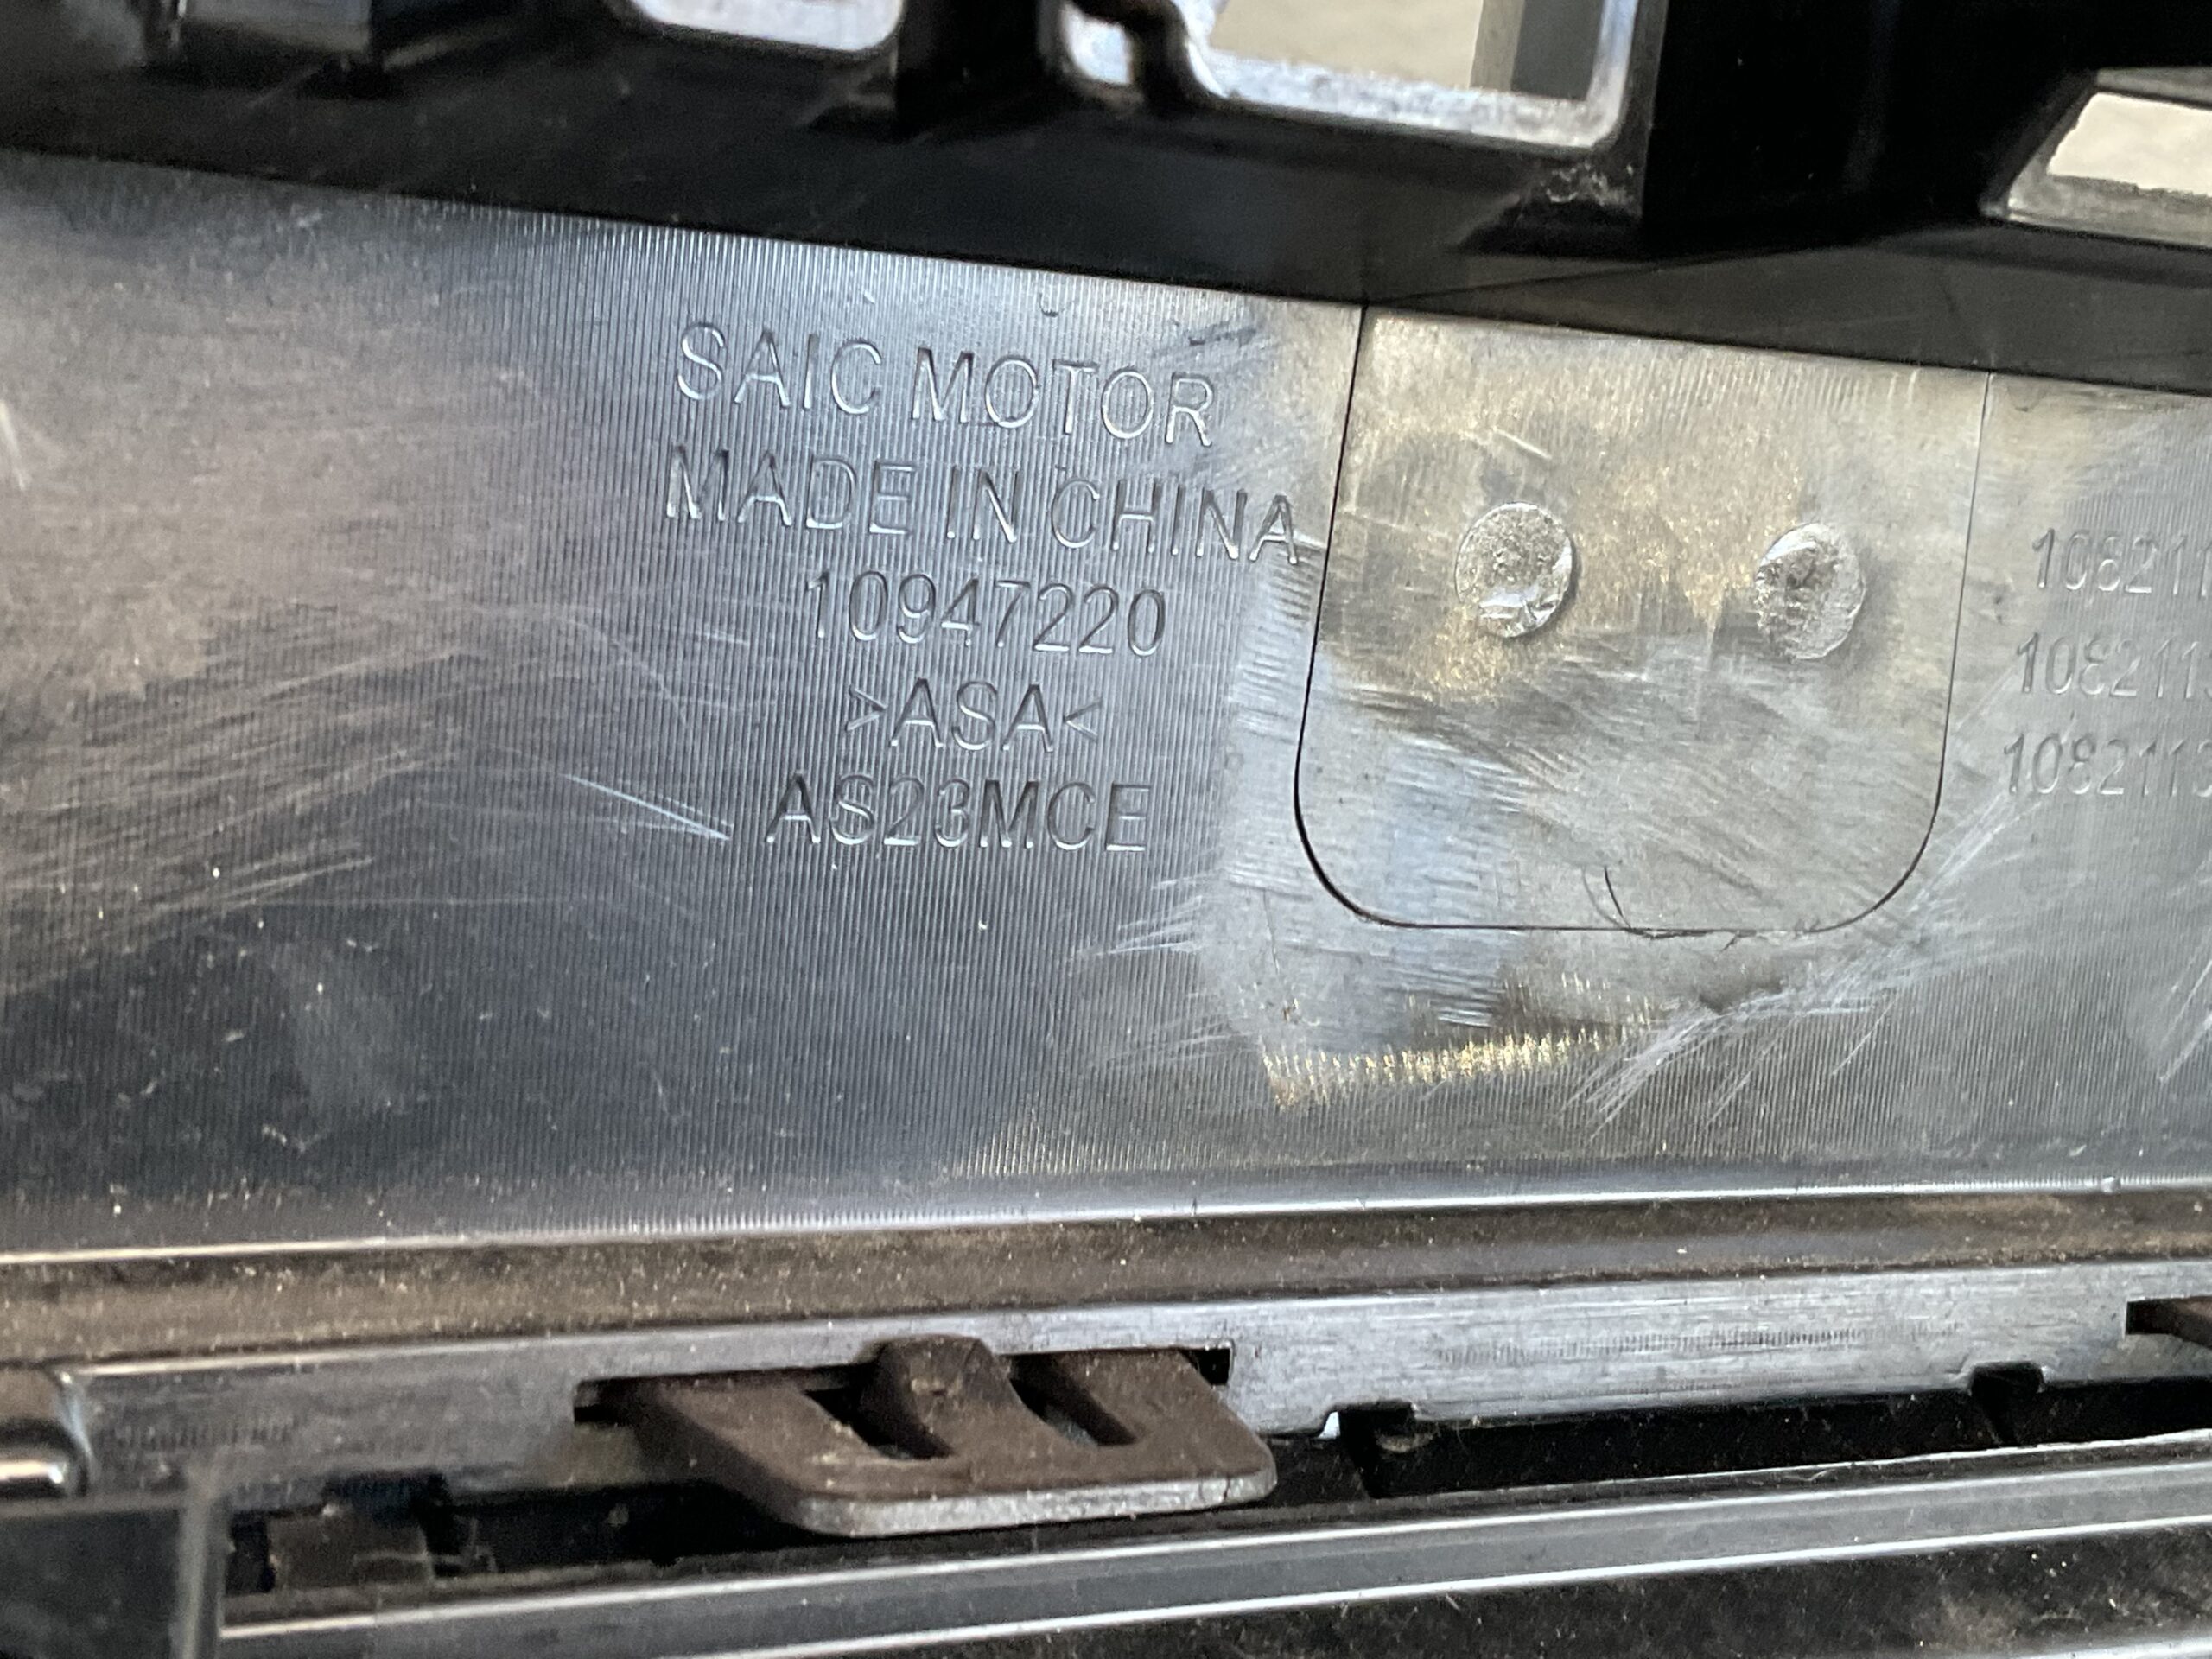 SAIC MOTOR
MADE IN CHINA
10947220
>ASA<
AS23MCE